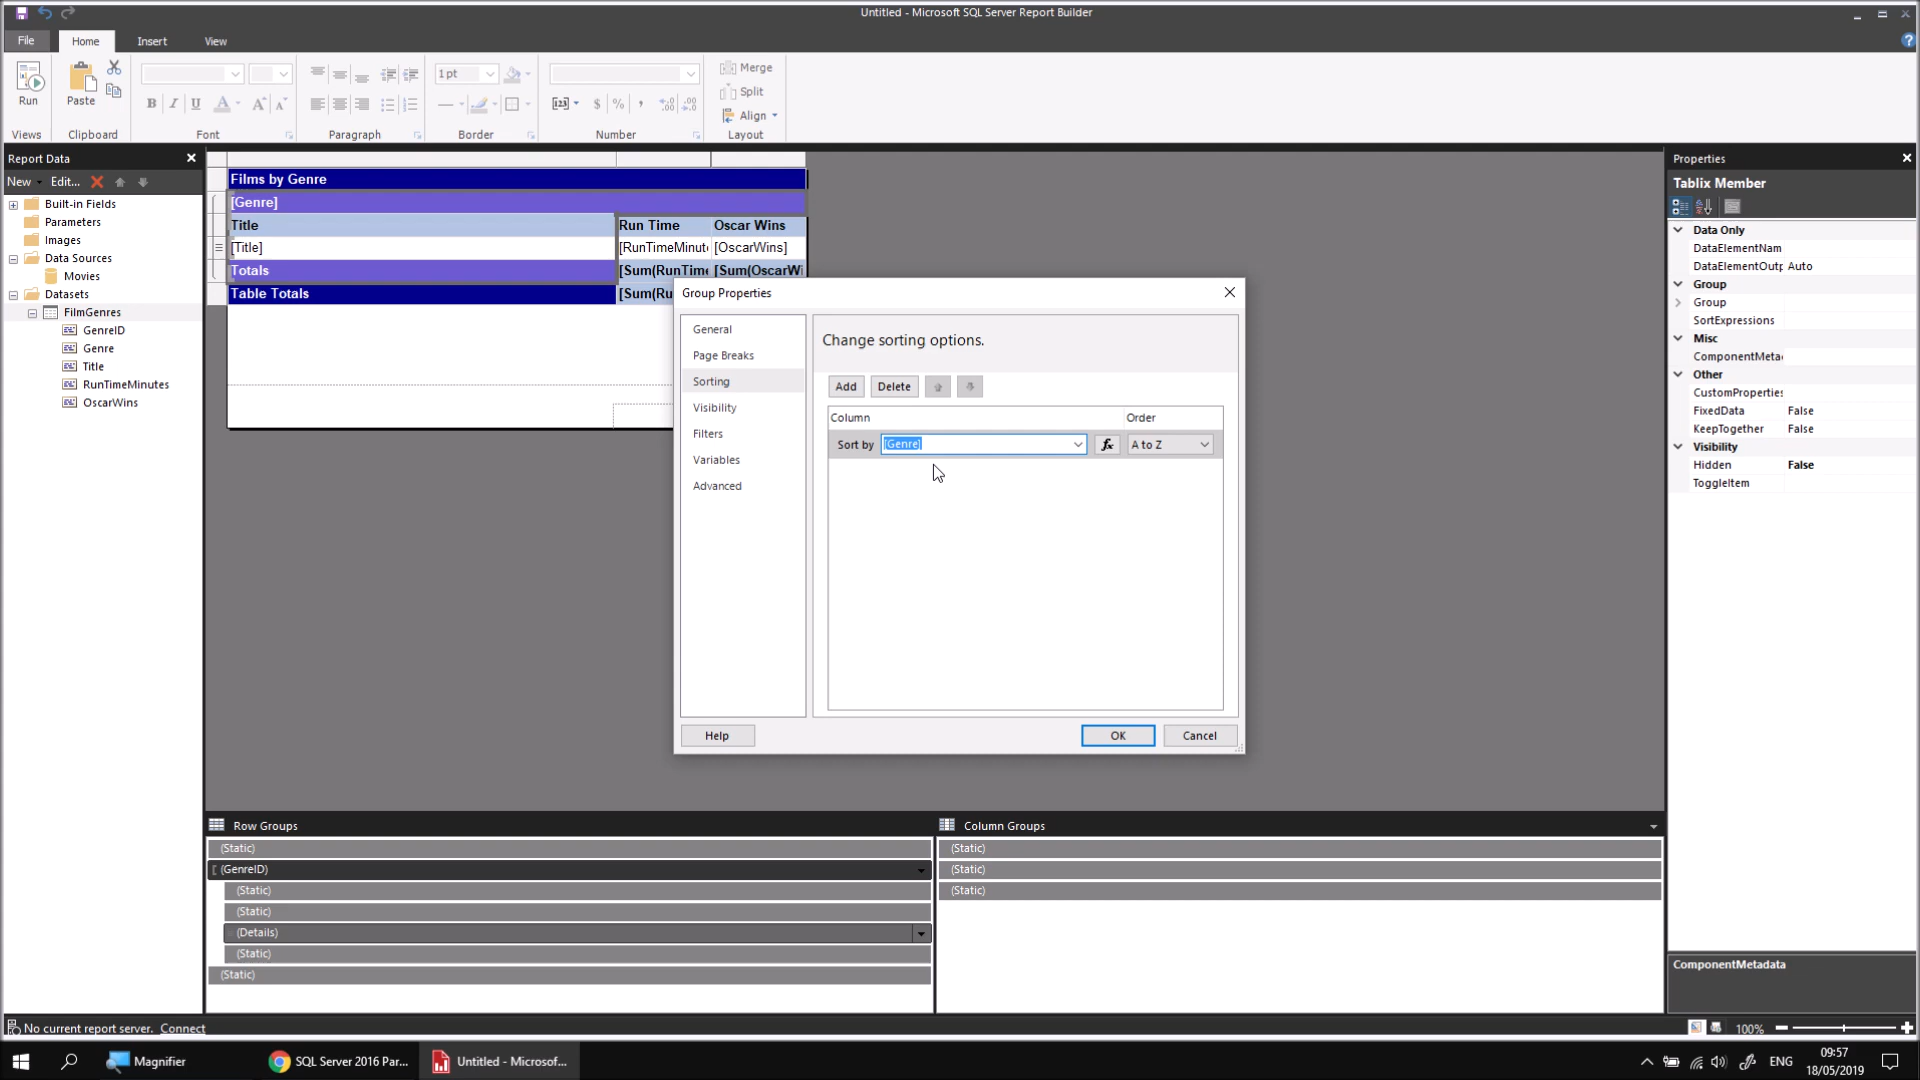 Untitled - Microsoft SQL Server Report Builder
File
Home
Insert
View
Run
Paste
1pt
Merge
Split
Align
Views
Clipboard
Font
Paragraph
Border
Number
Layout
Report Data
New
Edit...
Built-in Fields
Parameters
Images
Data Sources
Movies
Datasets
FilmGenres
GenreID
Genre
Title
RunTimeMinutes
OscarWins
Films by Genre
[Genre]
Title
Run Time
Oscar Wins
[Title]
[RunTimeMinut
[OscarWins]
Totals
[Sum(RunTime
[Sum(OscarWi
Table Totals
[Sum(Ru
Group Properties
General
Page Breaks
Sorting
Visibility
Filters
Variables
Advanced
Change sorting options.
Add
Delete
Column
Order
Sort by
[Genre]
fx
A to Z
Help
OK
Cancel
Properties
Tablix Member
Data Only
DataElementNam
DataElementOutp Auto
Group
Group
SortExpressions
Misc
ComponentMeta
Other
CustomProperties
FixedData False
KeepTogether False
Visibility
Hidden False
ToggleItem
ComponentMetadata
Row Groups
(Static)
(GenreID)
(Static)
(Static)
(Details)
(Static)
(Static)
Column Groups
(Static)
(Static)
(Static)
No current report server. Connect
100%
Magnifier
SQL Server 2016 Par...
Untitled - Microsof...
ENG
09:57
18/05/2019